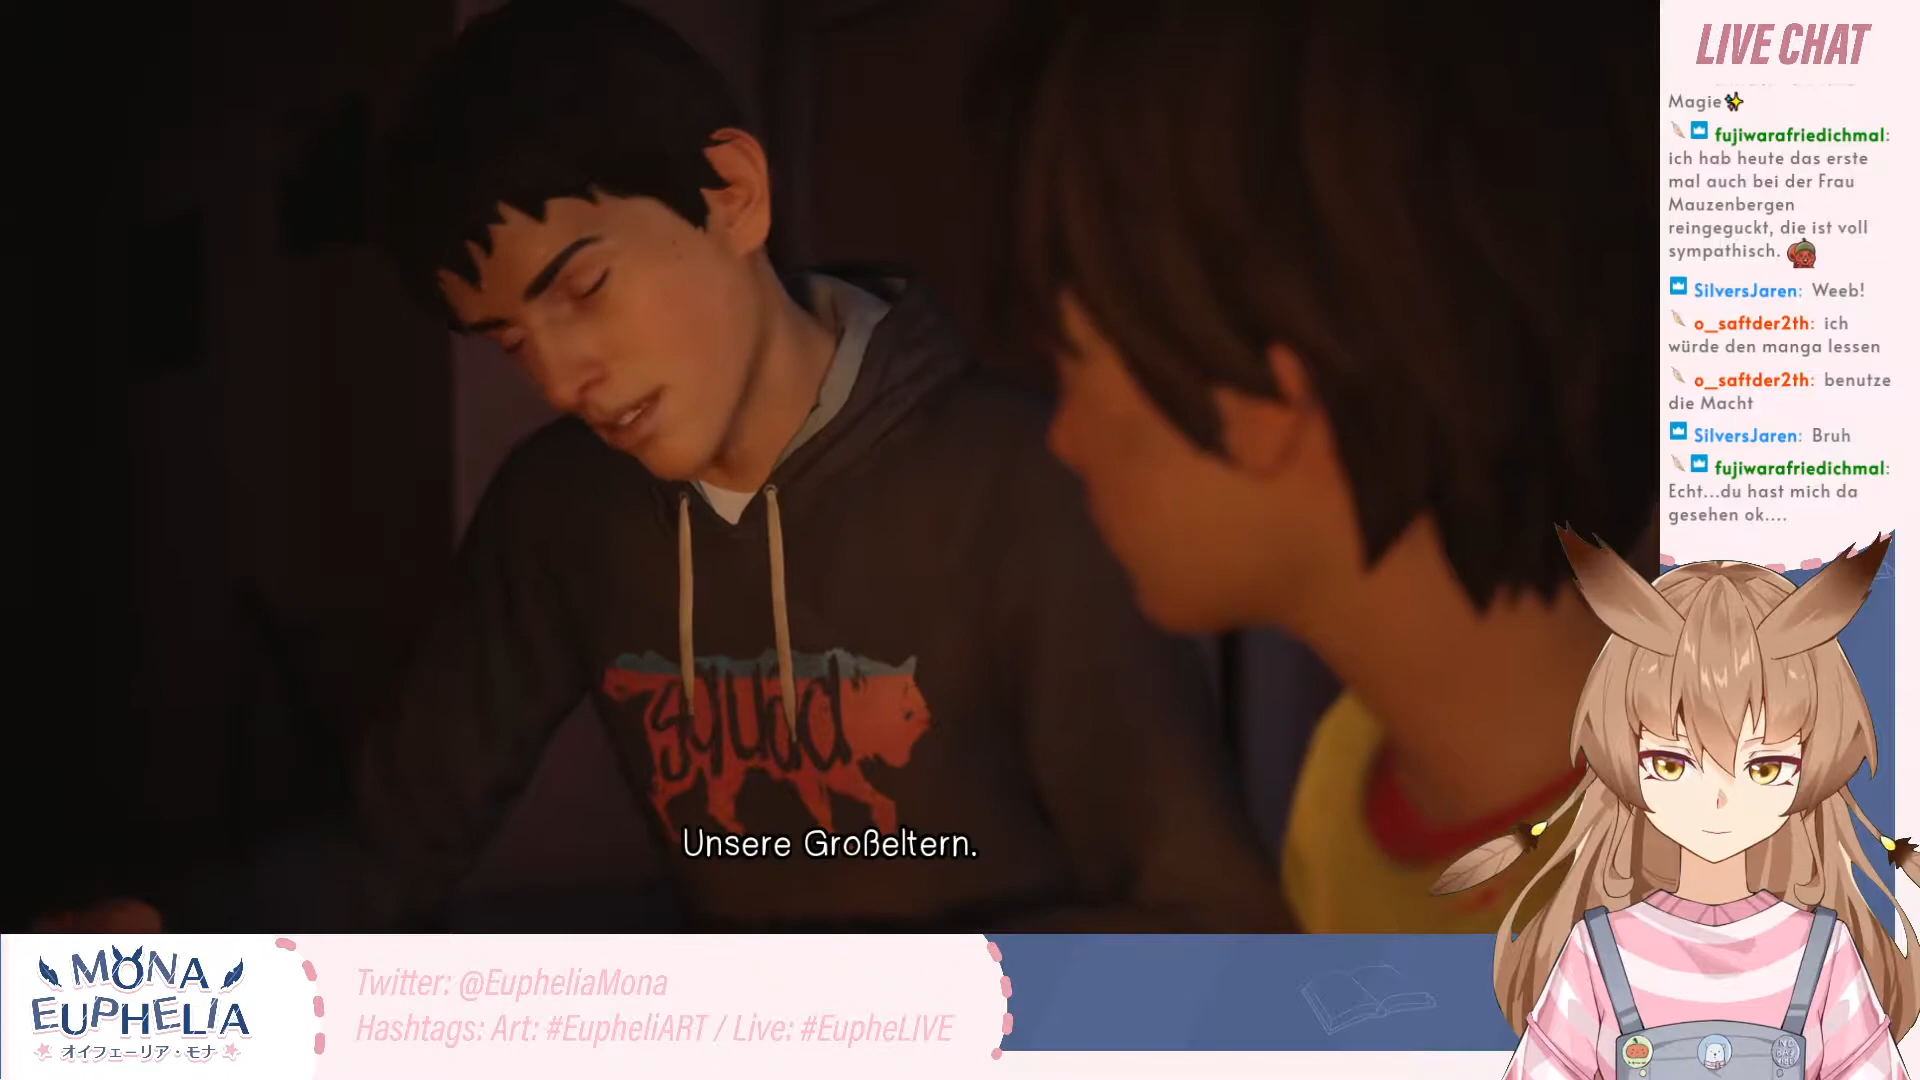 LIVE CHAT
Magie
fujiwarafriedichmal:
ich hab heute das erste
mal auch bei der Frau
Mauzenbergen
reingeguckt, die ist voll
sympathisch.
SilversJaren: Weeb!
o_saftder2th: ich
würde den manga lessen
o_saftder2th: benutze
die Macht
SilversJaren: Bruh
fujiwarafriedichmal:
Echt...du hast mich da
gesehen ok....
squad
Unsere Großeltern.
MONA
EUPHELIA
オイフェーリア・モナ
Twitter: @EupheliaMona
Hashtags: Art: #EupheliART / Live: #EupheLIVE